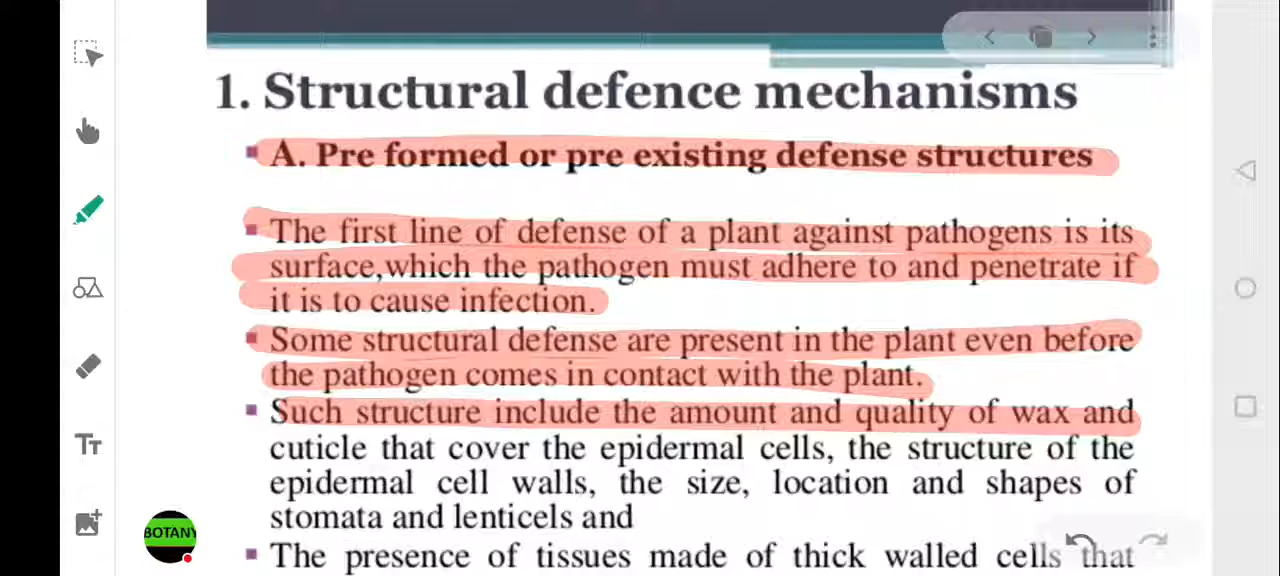 1. Structural defence mechanisms
A. Pre formed or pre existing defense structures
The first line of defense of a plant against pathogens is its
surface,which the pathogen must adhere to and penetrate if
it is to cause infection.
Some structural defense are present in the plant even before
the pathogen comes in contact with the plant.
Such structure include the amount and quality of wax and
cuticle that cover the epidermal cells, the structure of the
epidermal cell walls, the size, location and shapes of
stomata and lenticels and
The presence of tissues made of thick walled cells that
TT
BOTANY